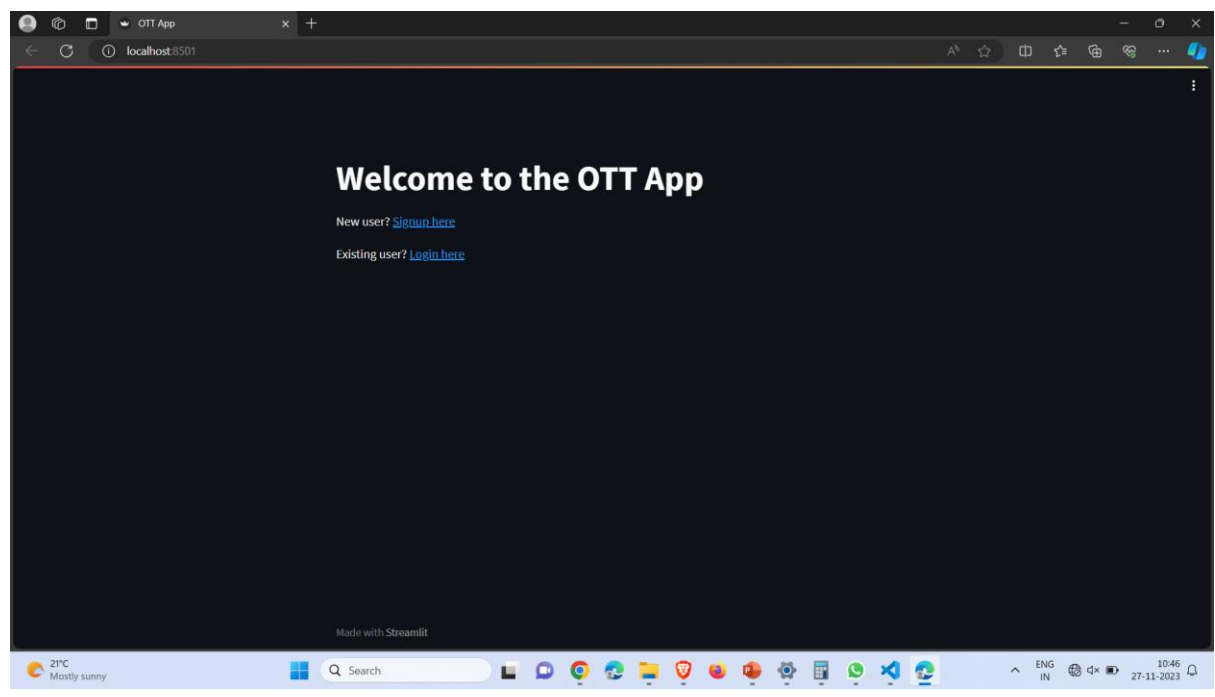 OTT App
localhost:8501
Welcome to the OTT App
New user? Signup here
Existing user? Login here
Made with Streamlit
21°C
Mostly sunny
Search
ENG
IN
10:46
27-11-2023